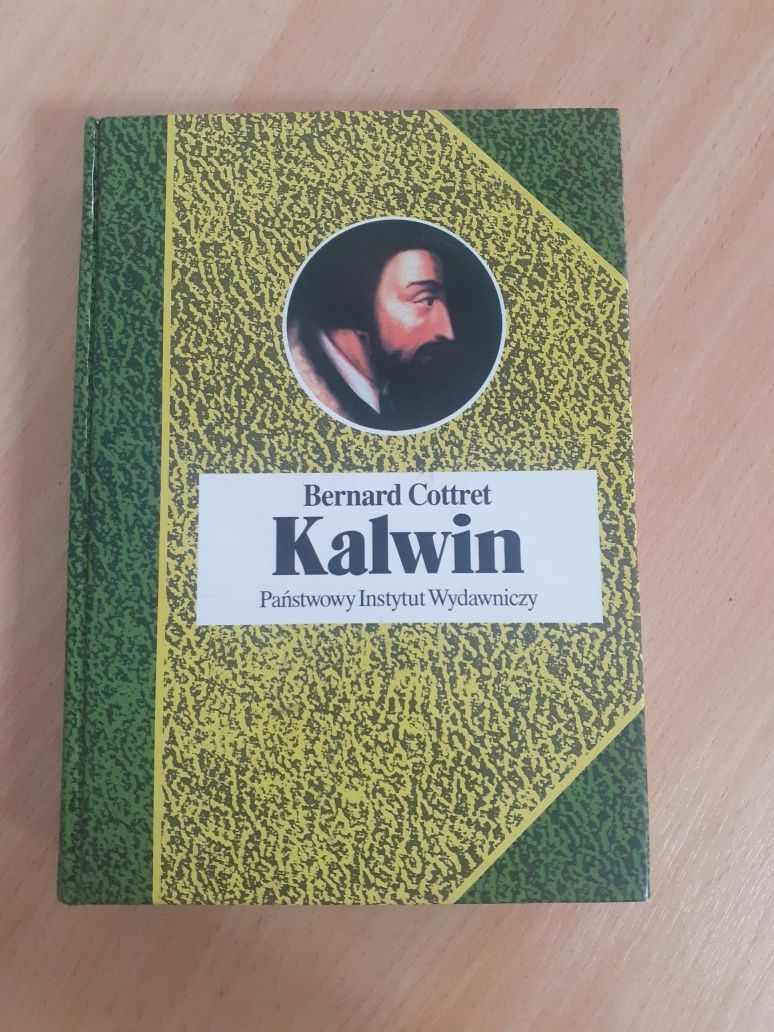 Bernard Cottret
Kalwin
Państwowy Instytut Wydawniczy